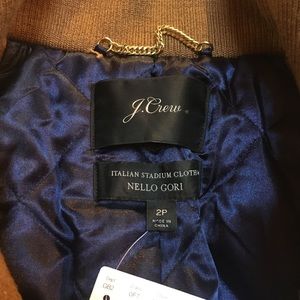 J.Crew
ITALIAN STADIUM CLOTH
NELLO GORI
2P
MADE IN
CHINA